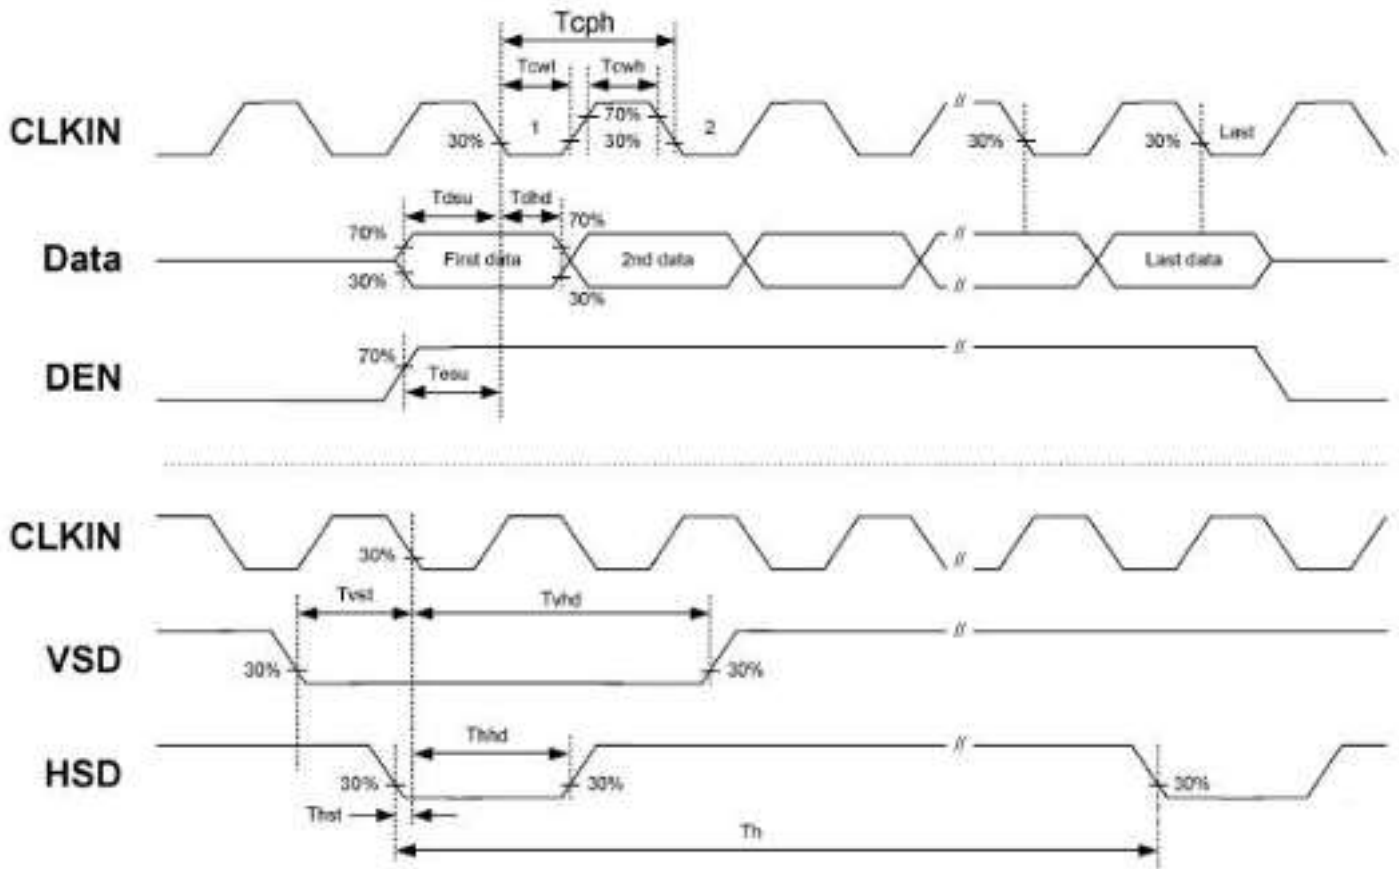 Tcph
Tcwl Tcwh
CLKIN 30% 1 70% 30% 2 // 30% 30% Last
Tdsu Tdhd
70% 70%
Data First data 2nd data // Last data
30% 30% //
70% //
DEN Tesu
CLKIN 30% //
Tvst Tvhd
VSD 30% 30% //
Thhd //
HSD 30% 30% 30%
Thst
Th